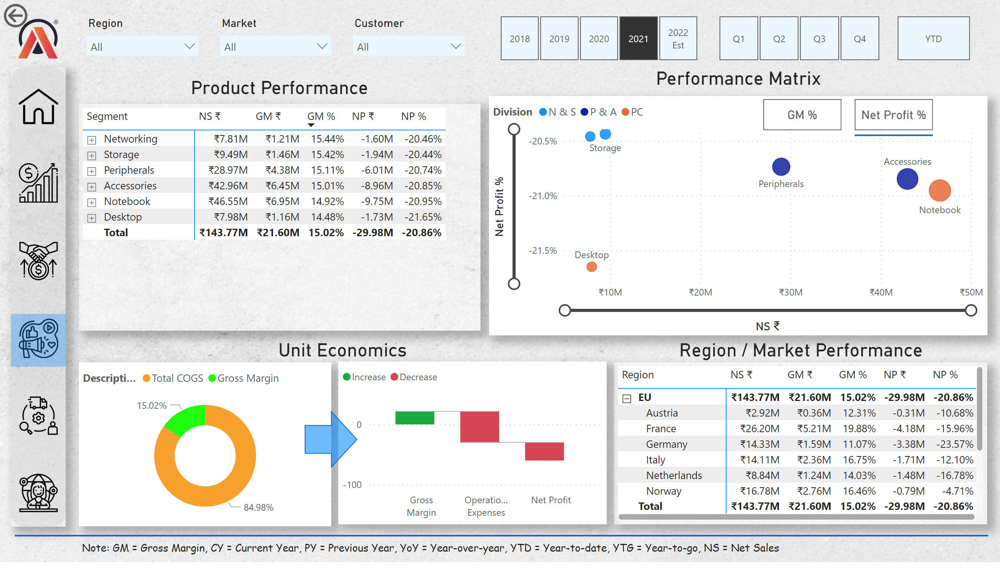 ®
Region
Market
Customer
All
All
All
2018
2019
2020
2021
2022
Est
Q1
Q2
Q3
Q4
YTD
Product Performance
Segment NS ₹ GM ₹ GM % NP ₹ NP %
Networking ₹7.81M ₹1.21M 15.44% -1.60M -20.46%
Storage ₹9.49M ₹1.46M 15.42% -1.94M -20.44%
Peripherals ₹28.97M ₹4.38M 15.11% -6.01M -20.74%
Accessories ₹42.96M ₹6.45M 15.01% -8.96M -20.85%
Notebook ₹46.55M ₹6.95M 14.92% -9.75M -20.95%
Desktop ₹7.98M ₹1.16M 14.48% -1.73M -21.65%
Total ₹143.77M ₹21.60M 15.02% -29.98M -20.86%
Performance Matrix
Division N & S P & A PC
GM %
Net Profit %
Net Profit %
-20.5%
-21.0%
-21.5%
Storage
Peripherals
Accessories
Notebook
Desktop
₹10M ₹20M ₹30M ₹40M ₹50M
NS ₹
Unit Economics
Descripti... Total COGS Gross Margin
15.02%
84.98%
Increase Decrease
0
-100
Gross
Margin
Operatio...
Expenses
Net Profit
Region / Market Performance
Region NS ₹ GM ₹ GM % NP ₹ NP %
EU ₹143.77M ₹21.60M 15.02% -29.98M -20.86%
Austria ₹2.92M ₹0.36M 12.31% -0.31M -10.68%
France ₹26.20M ₹5.21M 19.88% -4.18M -15.96%
Germany ₹14.33M ₹1.59M 11.07% -3.38M -23.57%
Italy ₹14.11M ₹2.36M 16.75% -1.71M -12.10%
Netherlands ₹8.84M ₹1.24M 14.03% -1.48M -16.78%
Norway ₹16.78M ₹2.76M 16.46% -0.79M -4.71%
Total ₹143.77M ₹21.60M 15.02% -29.98M -20.86%
Note: GM = Gross Margin, CY = Current Year, PY = Previous Year, YoY = Year-over-year, YTD = Year-to-date, YTG = Year-to-go, NS = Net Sales